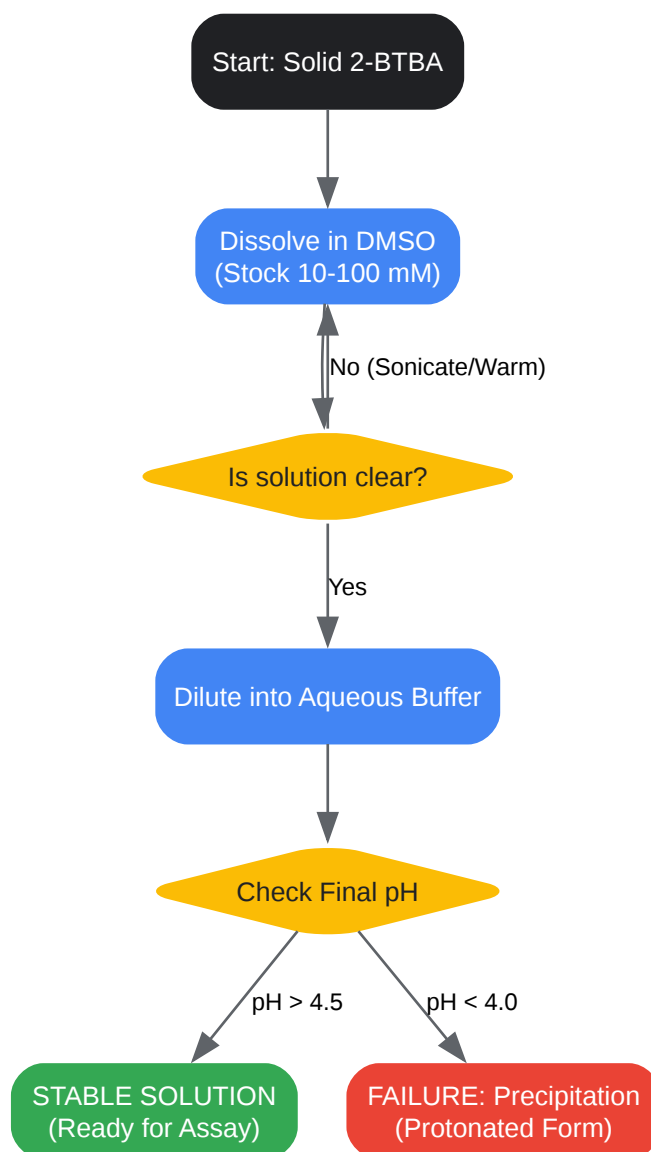 Start: Solid 2-BTBA
Dissolve in DMSO
(Stock 10-100 mM)
No (Sonicate/Warm)
Is solution clear?
Yes
Dilute into Aqueous Buffer
Check Final pH
pH > 4.5
pH < 4.0
STABLE SOLUTION
(Ready for Assay)
FAILURE: Precipitation
(Protonated Form)